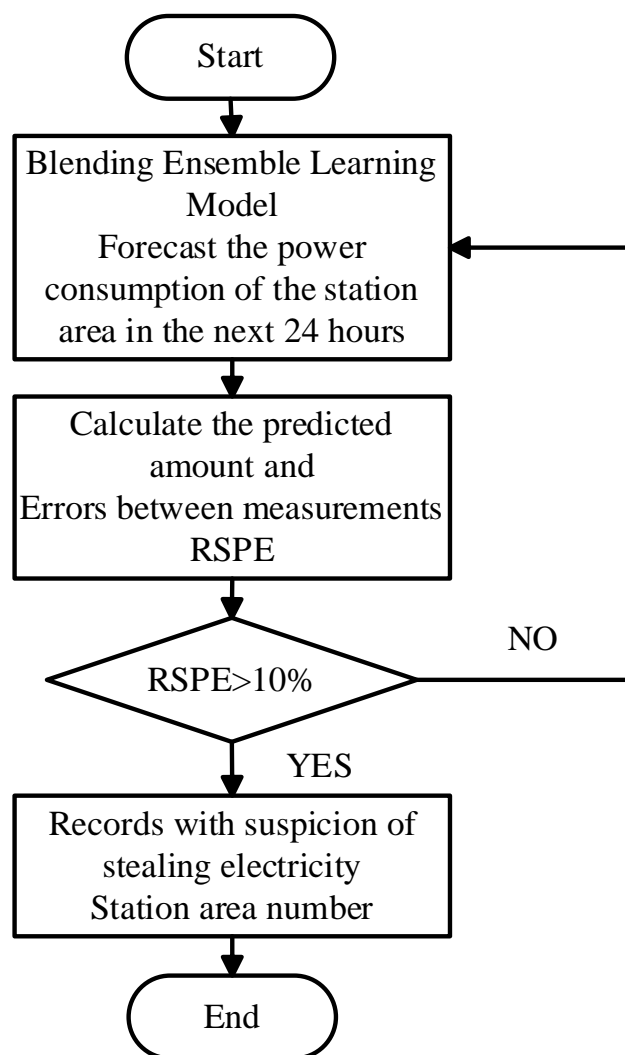 Start
Blending Ensemble Learning
Model
Forecast the power
consumption of the station
area in the next 24 hours
Calculate the predicted
amount and
Errors between measurements
RSPE
NO
RSPE>10%
YES
Records with suspicion of
stealing electricity
Station area number
End